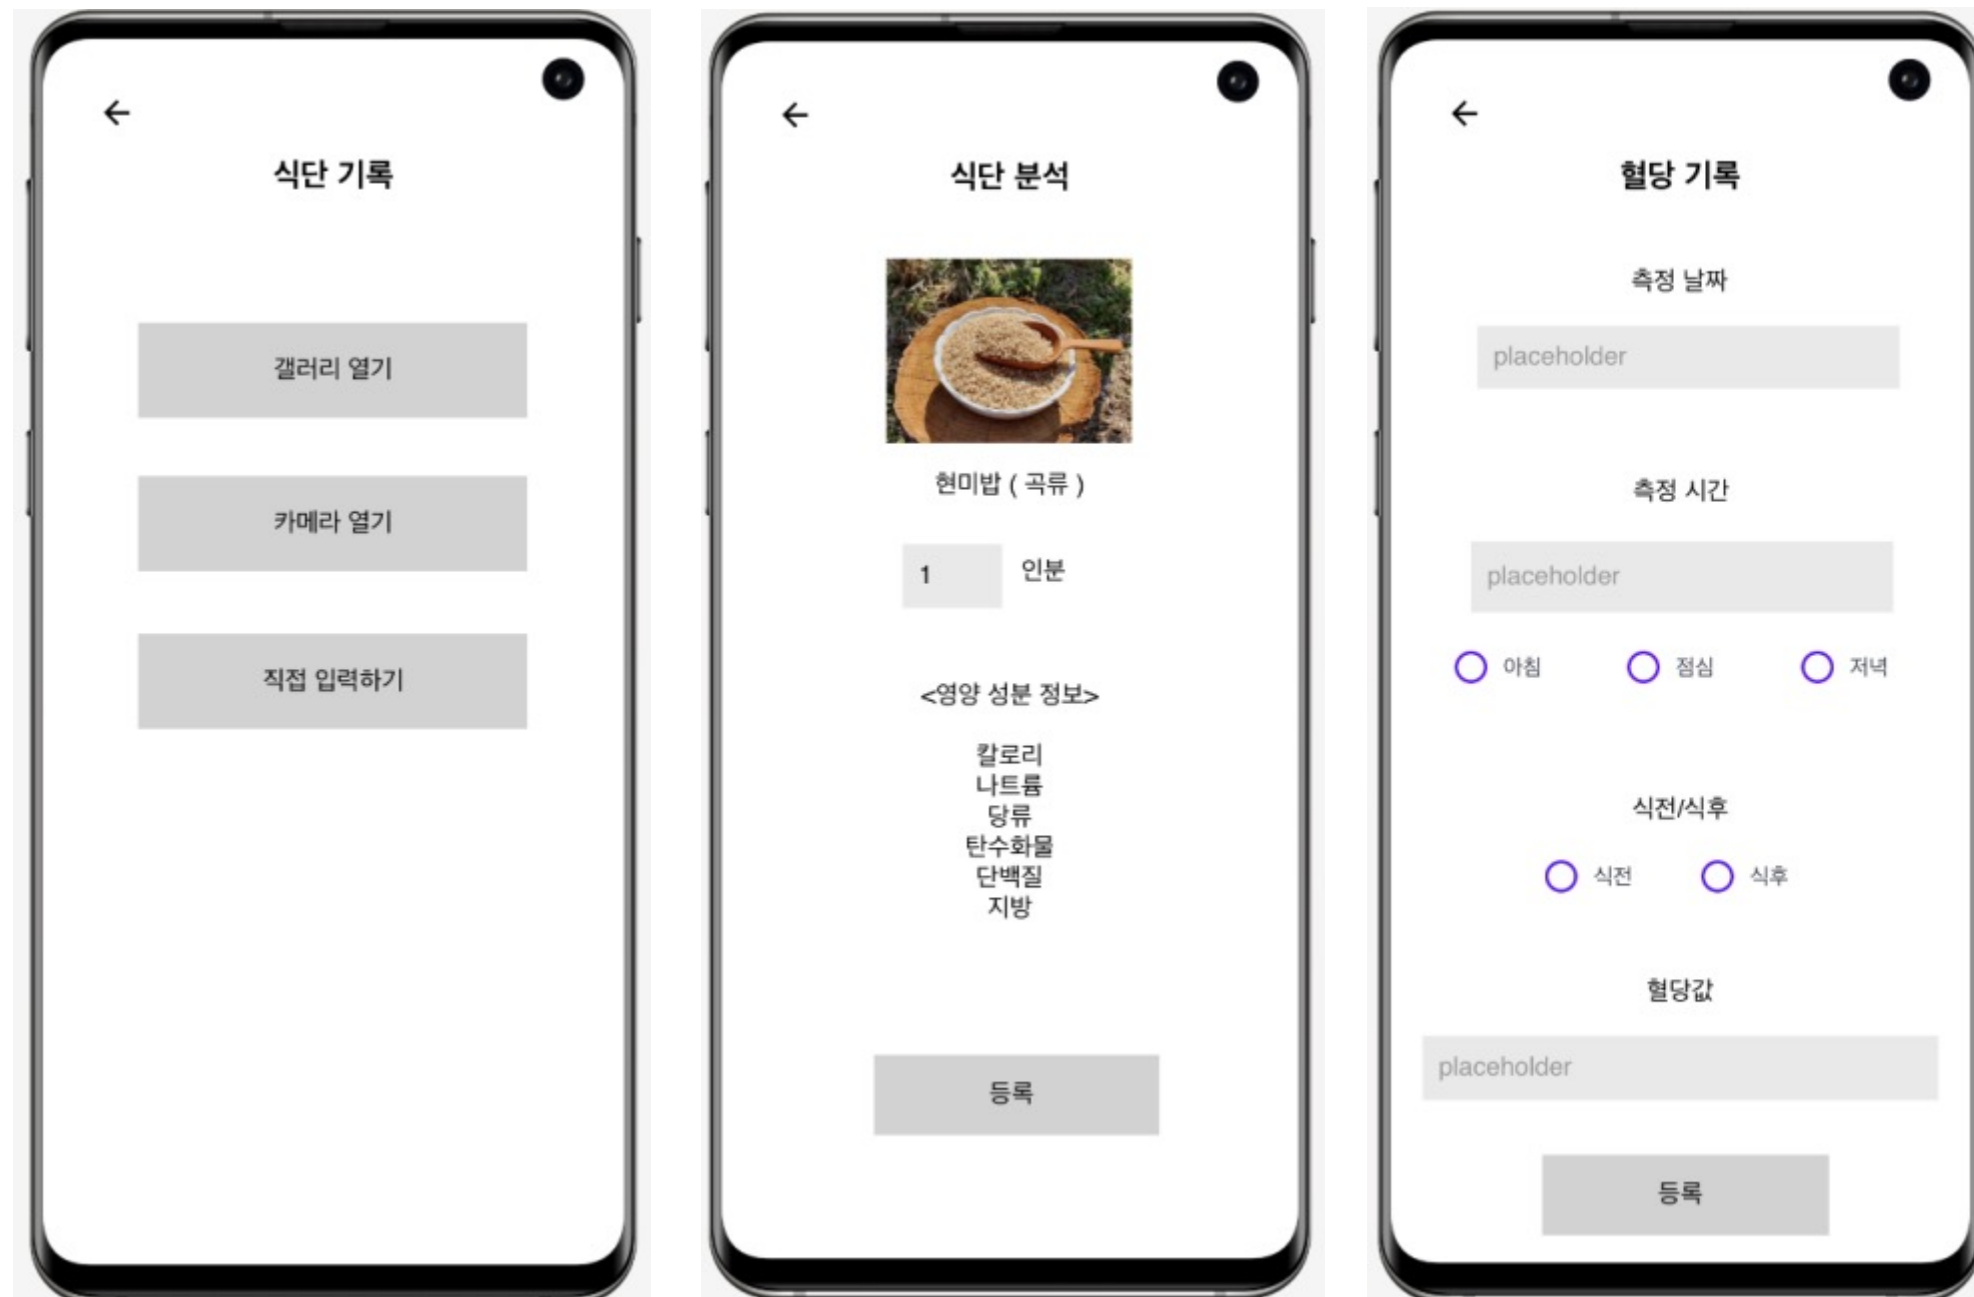 식단 기록
갤러리 열기
카메라 열기
직접 입력하기
식단 분석
현미밥 ( 곡류 )
1 인분
<영양 성분 정보>
칼로리
나트륨
당류
탄수화물
단백질
지방
등록
혈당 기록
측정 날짜
placeholder
측정 시간
placeholder
아침 점심 저녁
식전/식후
식전 식후
혈당값
placeholder
등록